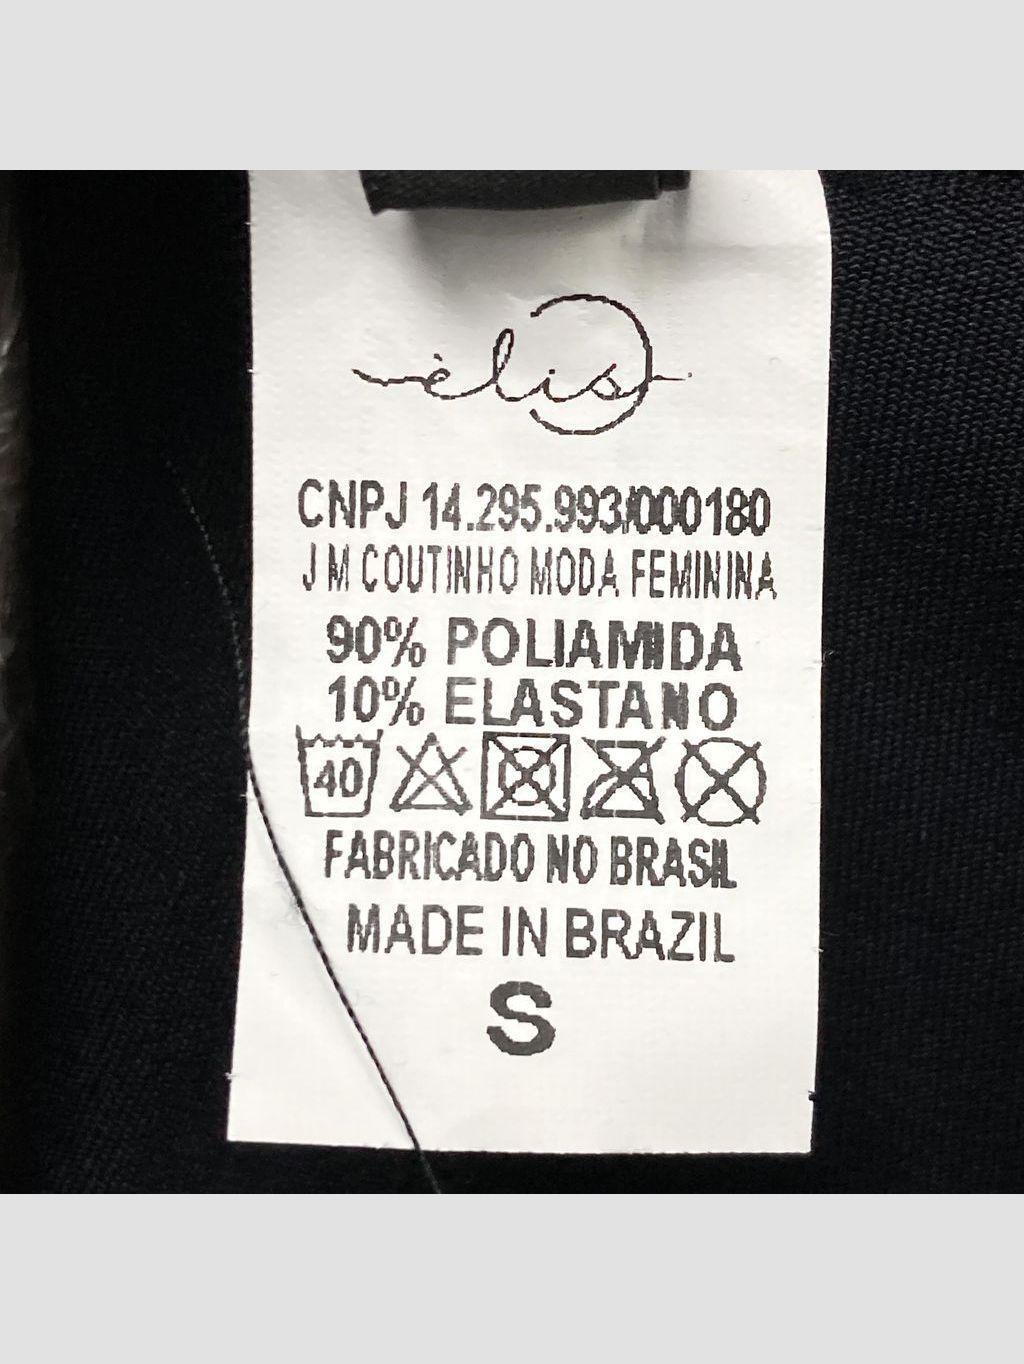 èlis
CNPJ 14.295.993/000180
J M COUTINHO MODA FEMININA
90% POLIAMIDA
10% ELASTANO
40
FABRICADO NO BRASIL
MADE IN BRAZIL
S